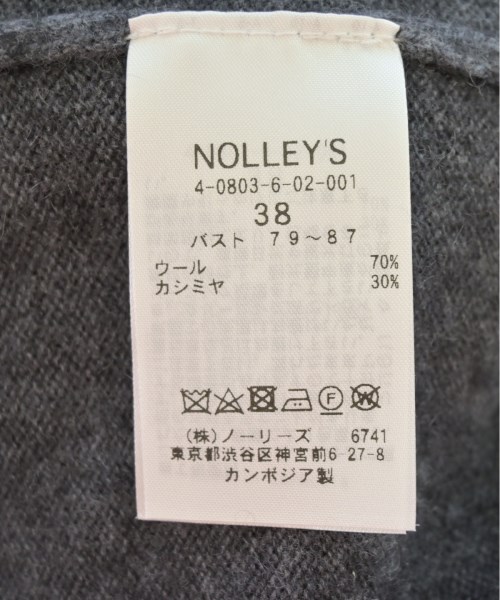 NOLLEY'S
4-0803-6-02-001
38
バスト 79~87
ウール 70%
カシミヤ 30%
F W
(株)ノーリーズ 6741
東京都渋谷区神宮前6-27-8
カンボジア製